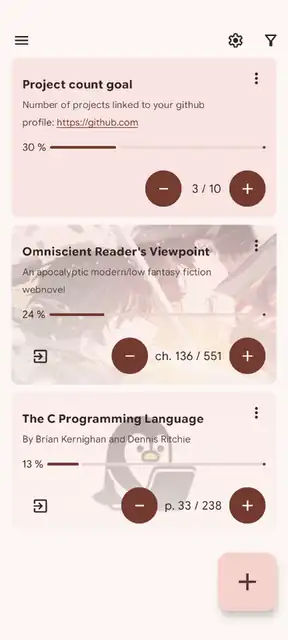 Project count goal
Number of projects linked to your github
profile: https://github.com
30 %
3 / 10
Omniscient Reader's Viewpoint
An apocalyptic modern/low fantasy fiction
webnovel
24 %
ch. 136 / 551
The C Programming Language
By Brian Kernighan and Dennis Ritchie
13 %
p. 33 / 238